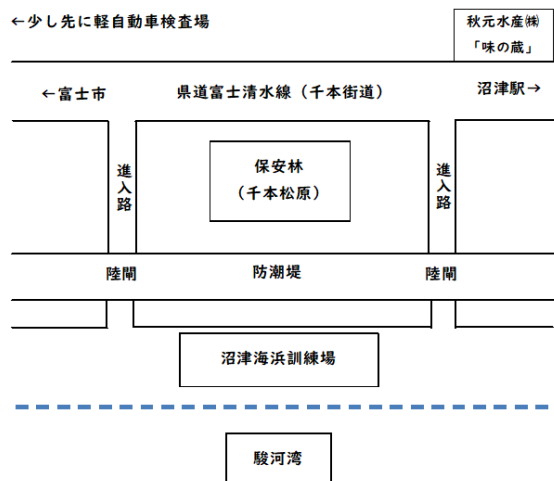 ←少し先に軽自動車検査場
秋元水産㈱
「味の蔵」
←富士市
県道富士清水線（千本街道）
沼津駅→
進入路
保安林
（千本松原）
進入路
陸閘
防潮堤
陸閘
沼津海浜訓練場
駿河湾